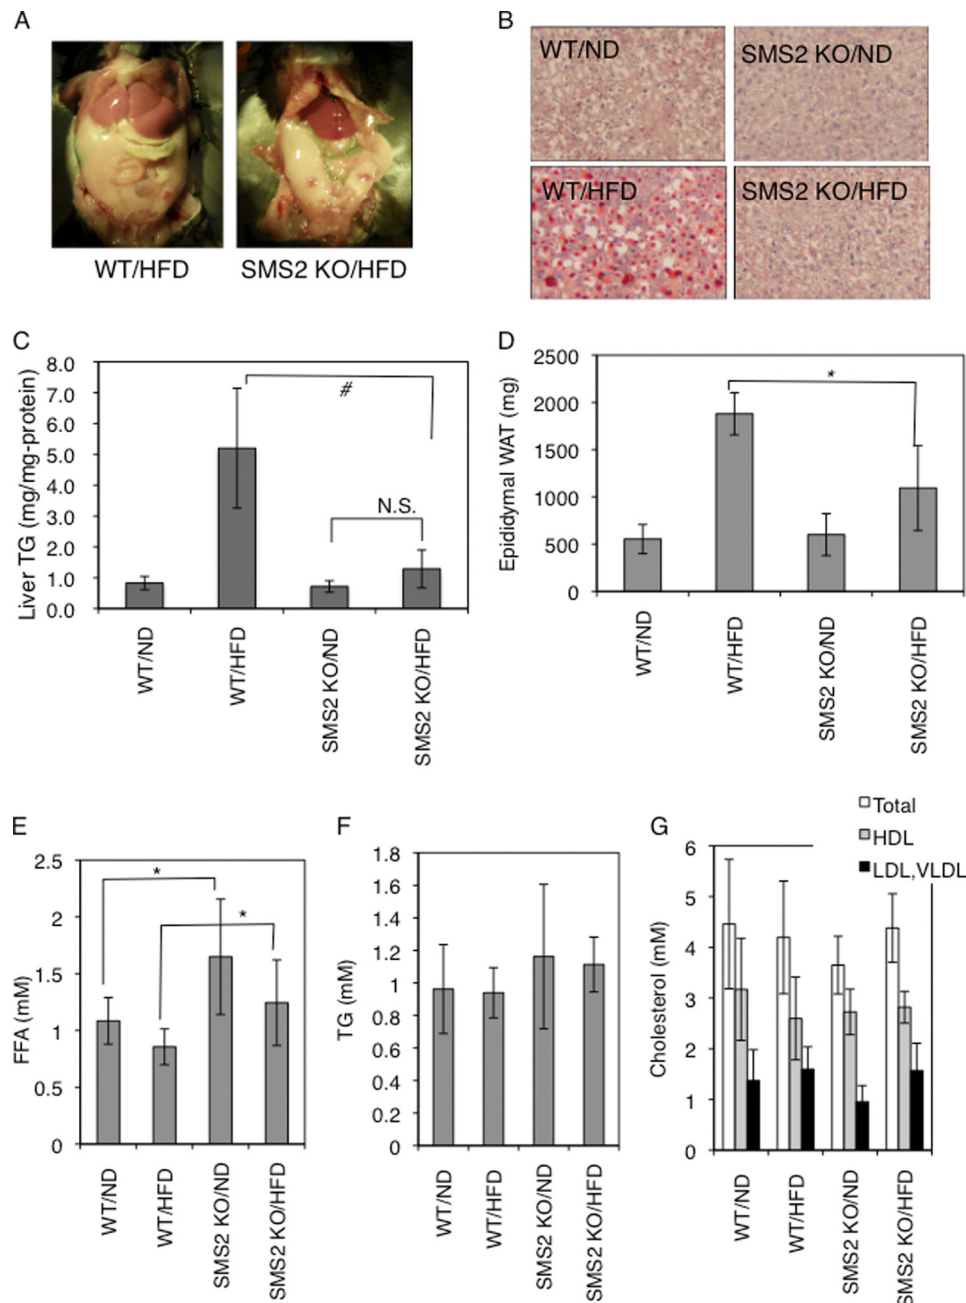 A
B
WT/ND
SMS2 KO/ND
WT/HFD
SMS2 KO/HFD
WT/HFD
SMS2 KO/HFD
C
Liver TG (mg/mg-protein)
8.0
7.0
6.0
5.0
4.0
3.0
2.0
1.0
0.0
#
N.S.
WT/ND
WT/HFD
SMS2 KO/ND
SMS2 KO/HFD
D
Epididymal WAT (mg)
2500
2000
1500
1000
500
0
*
WT/ND
WT/HFD
SMS2 KO/ND
SMS2 KO/HFD
E
FFA (mM)
2.5
2
1.5
1
0.5
0
*
*
WT/ND
WT/HFD
SMS2 KO/ND
SMS2 KO/HFD
F
TG (mM)
1.8
1.6
1.4
1.2
1
0.8
0.6
0.4
0.2
0
WT/ND
WT/HFD
SMS2 KO/ND
SMS2 KO/HFD
G
Total
HDL
LDL,VLDL
Cholesterol (mM)
6
5
4
3
2
1
0
WT/ND
WT/HFD
SMS2 KO/ND
SMS2 KO/HFD